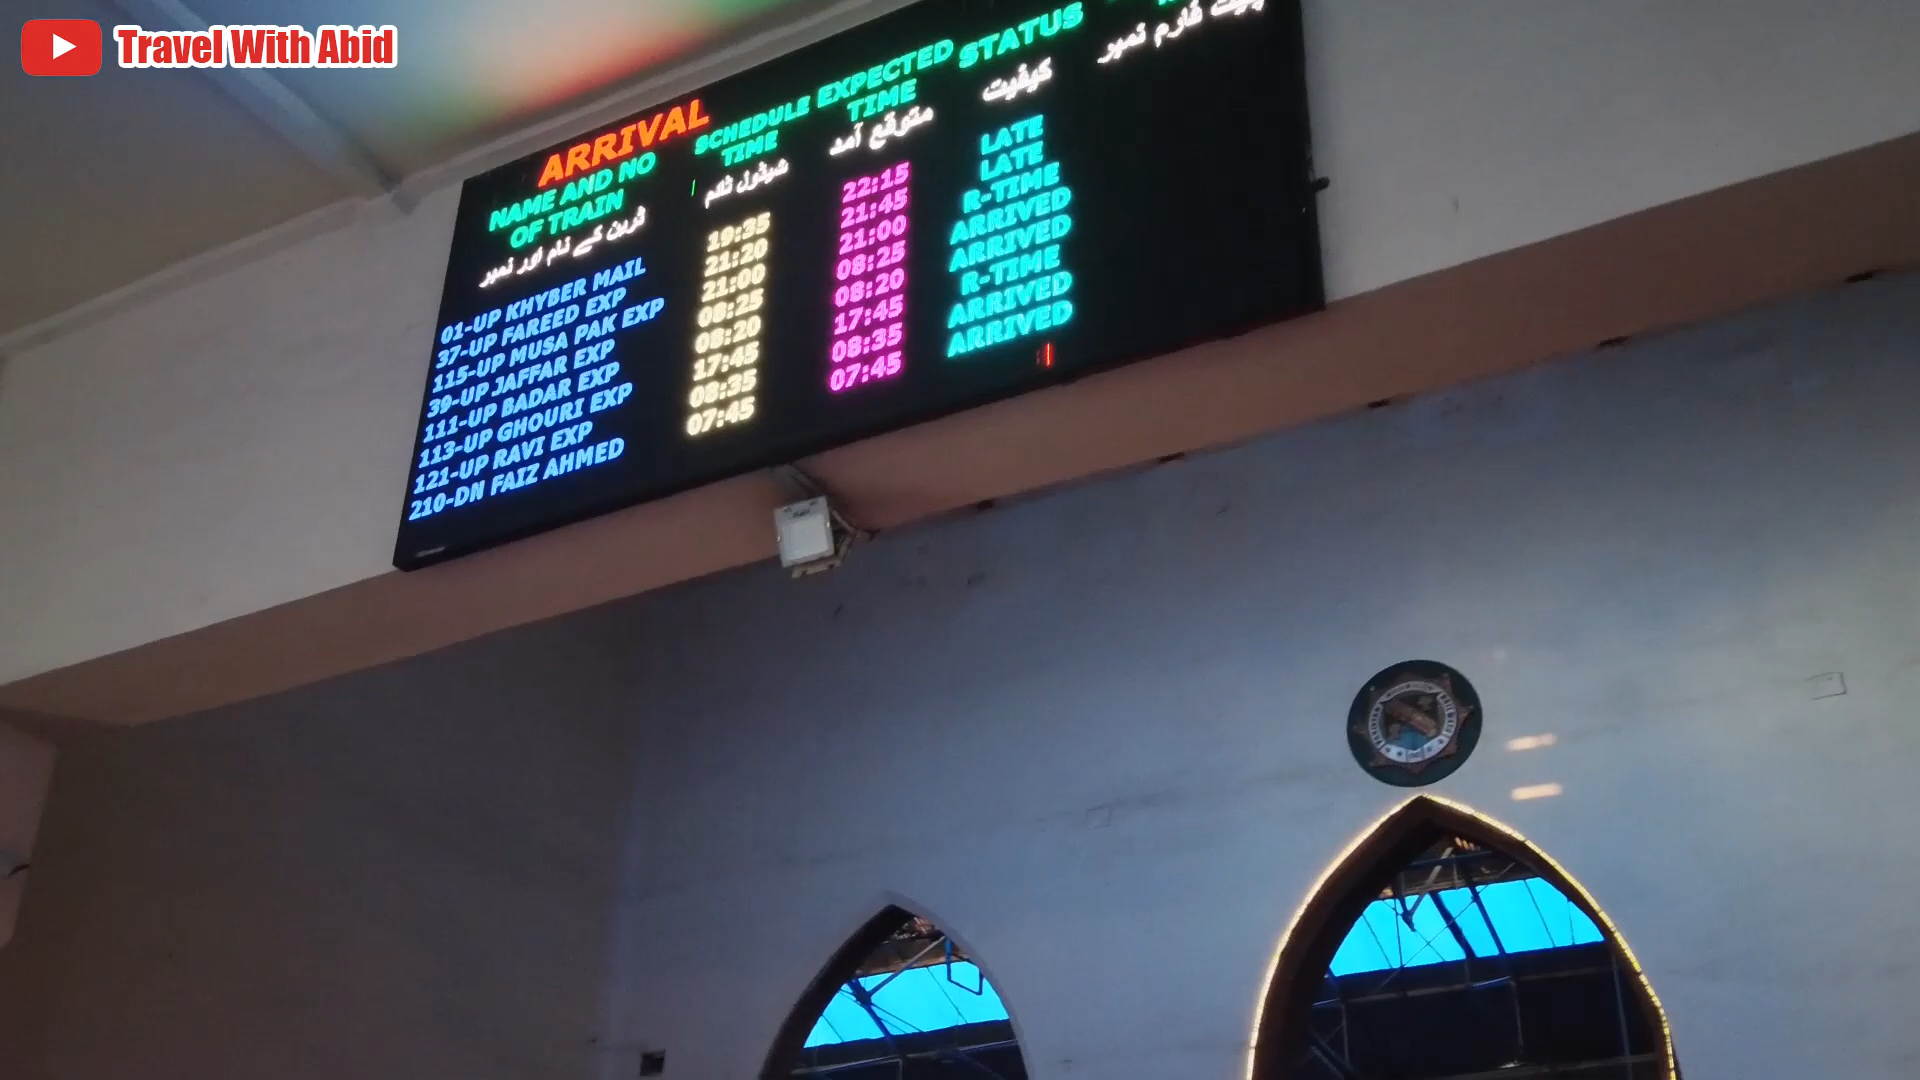 Travel With Abid
ARRIVAL
NAME AND NO
OF TRAIN
ٹرین کے نام اور نمبر
SCHEDULE
TIME
شیڈول ٹائم
EXPECTED
TIME
متوقع آمد
STATUS
کیفیت
پلیٹ فارم نمبر
01-UP KHYBER MAIL 19:35 22:15 LATE
37-UP FAREED EXP 21:20 21:45 LATE
115-UP MUSA PAK EXP 21:00 21:00 R-TIME
39-UP JAFFAR EXP 08:25 08:25 ARRIVED
111-UP BADAR EXP 08:20 08:20 ARRIVED
113-UP GHOURI EXP 17:45 17:45 R-TIME
121-UP RAVI EXP 08:35 08:35 ARRIVED
210-DN FAIZ AHMED 07:45 07:45 ARRIVED